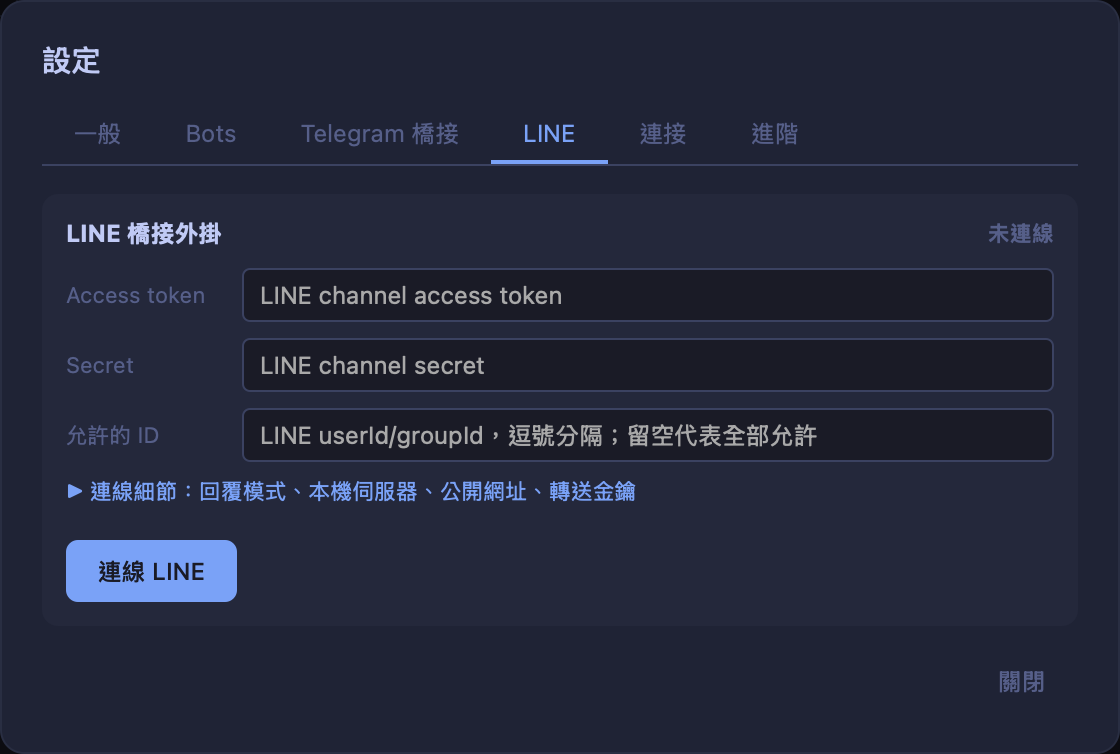 設定
一般 Bots Telegram 橋接 LINE 連接 進階
LINE 橋接外掛 未連線
Access token LINE channel access token
Secret LINE channel secret
允許的 ID LINE userId/groupId，逗號分隔；留空代表全部允許
▶ 連線細節：回覆模式、本機伺服器、公開網址、轉送金鑰
連線 LINE
關閉